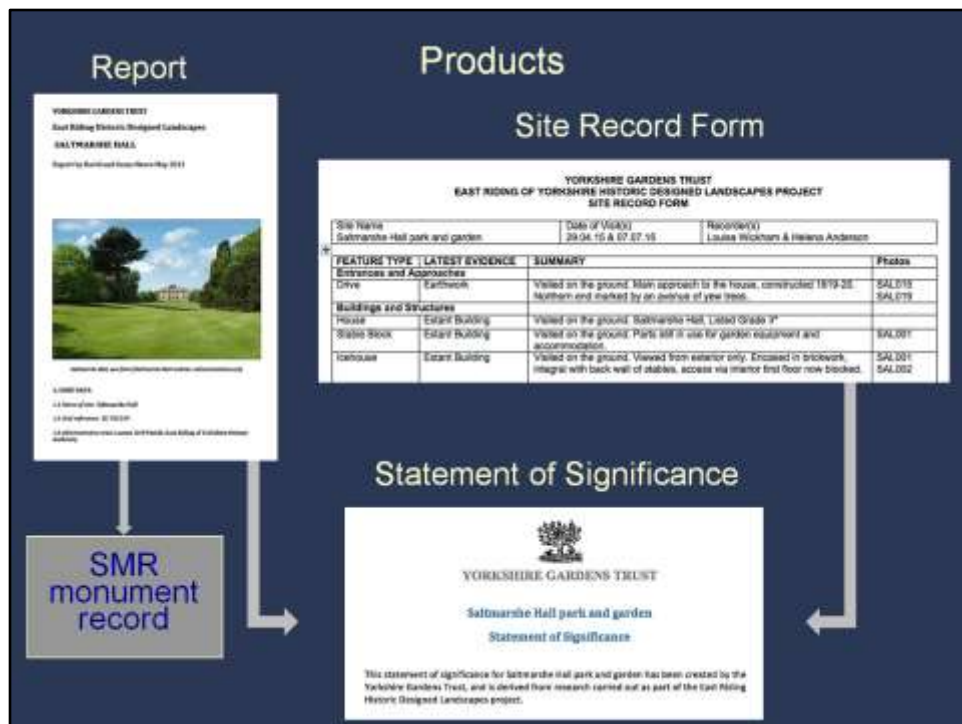 Products
Report
YORKSHIRE GARDENS TRUST
East Riding Historic Designed Landscapes
SALTMARSHE HALL
Site Record Form
YORKSHIRE GARDENS TRUST
EAST RIDING OF YORKSHIRE HISTORIC DESIGNED LANDSCAPES PROJECT
SITE RECORD FORM
Site Name Date of Visit(s) Recorder(s)
Saltmarshe Hall park and garden 29.04.15 & 07.07.15 Louise Wickham & Helena Anderson
FEATURE TYPE LATEST EVIDENCE SUMMARY Photos
Entrances and Approaches
Drive Earthwork Visited on the ground. Main approach to the house, constructed 1819-20. SAL018
Northern end marked by an avenue of yew trees. SAL019
Buildings and Structures
House Extant Building Visited on the ground. Saltmarshe Hall, Listed Grade II*
Stable Block Extant Building Visited on the ground. Parts still in use for garden equipment and SAL001
accommodation.
Icehouse Extant Building Visited on the ground. Viewed from exterior only. Encased in brickwork, SAL001
integral with back wall of stables, access via interior first floor now blocked. SAL002
Statement of Significance
YORKSHIRE GARDENS TRUST
Saltmarshe Hall park and garden
Statement of Significance
This statement of significance for Saltmarshe Hall park and garden has been created by the
Yorkshire Gardens Trust, and is derived from research carried out as part of the East Riding
Historic Designed Landscapes project.
SMR
monument
record